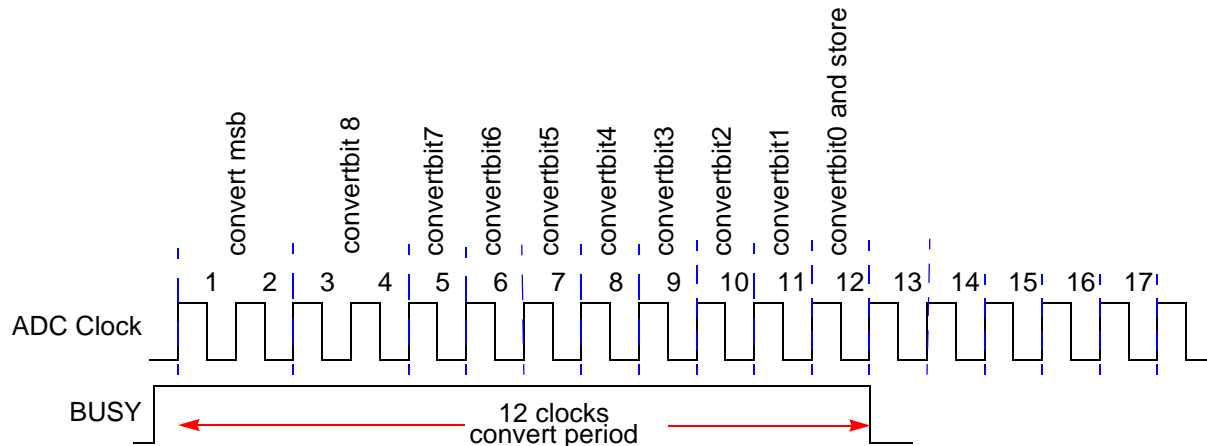 convert msb
convertbit 8
convertbit7
convertbit6
convertbit5
convertbit4
convertbit3
convertbit2
convertbit1
convertbit0 and store
1 2 3 4 5 6 7 8 9 10 11 12 13 14 15 16 17
ADC Clock
BUSY
12 clocks
convert period